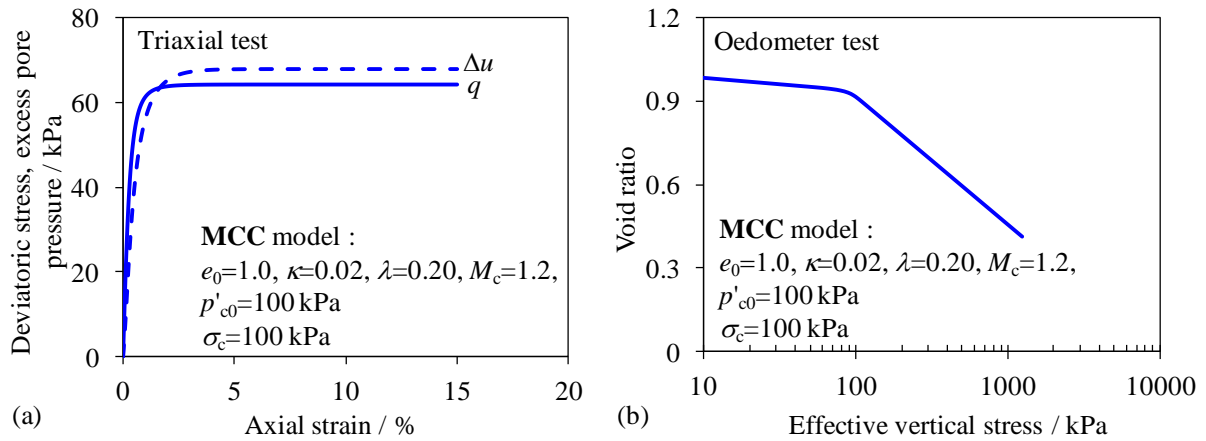 Deviatoric stress, excess pore
pressure / kPa
80
60
40
20
0
Triaxial test
Δu
q
MCC model :
e0=1.0, κ=0.02, λ=0.20, Mc=1.2,
p'c0=100 kPa
σc=100 kPa
0 5 10 15 20
Axial strain / %
(a)
Void ratio
1.2
0.9
0.6
0.3
0
Oedometer test
MCC model :
e0=1.0, κ=0.02, λ=0.20, Mc=1.2,
p'c0=100 kPa
σc=100 kPa
10 100 1000 10000
Effective vertical stress / kPa
(b)